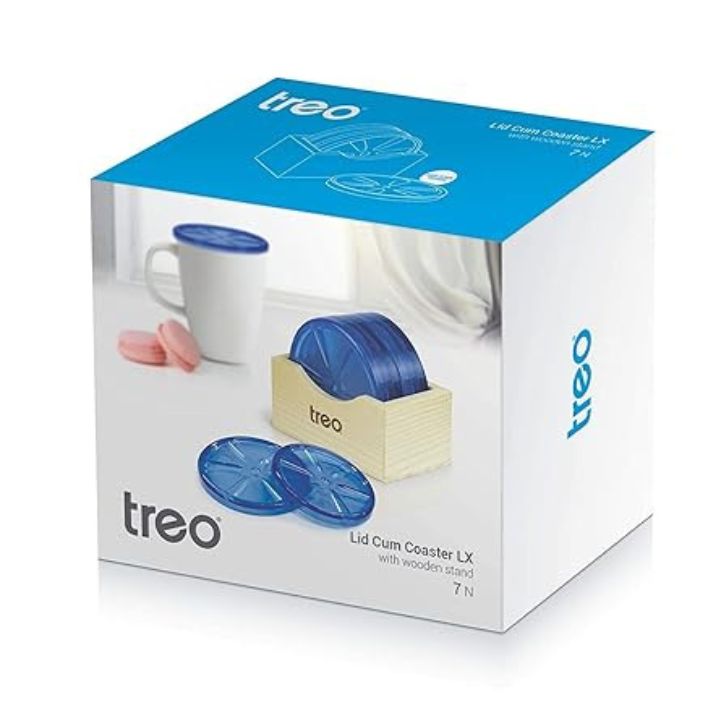 treo
Lid Cum Coaster LX
with wooden stand
7 N
treo
treo
treo
Lid Cum Coaster LX
with wooden stand
7 N